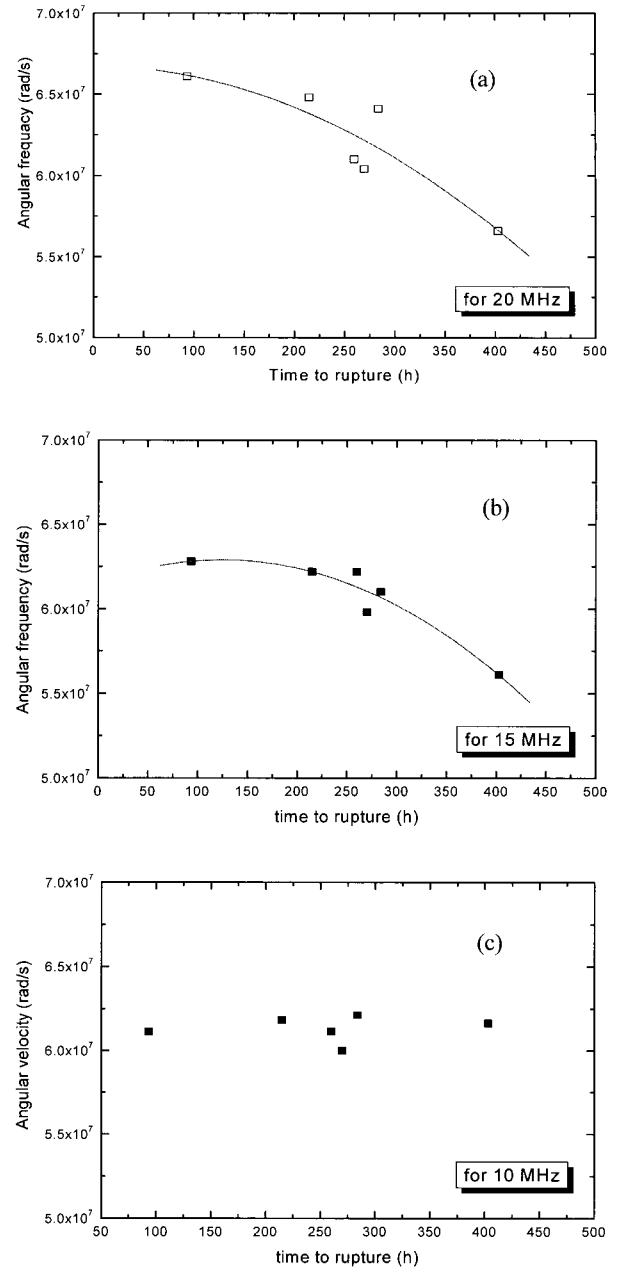 7.0x10^7
(a)
6.5x10^7
6.0x10^7
5.5x10^7
5.0x10^7
Angular frequacy (rad/s)
for 20 MHz
0 50 100 150 200 250 300 350 400 450 500
Time to rupture (h)
7.0x10^7
(b)
6.5x10^7
6.0x10^7
5.5x10^7
5.0x10^7
Angular frequency (rad/s)
for 15 MHz
0 50 100 150 200 250 300 350 400 450 500
time to rupture (h)
7.0x10^7
(c)
6.5x10^7
6.0x10^7
5.5x10^7
5.0x10^7
Angular velocity (rad/s)
for 10 MHz
50 100 150 200 250 300 350 400 450 500
time to rupture (h)